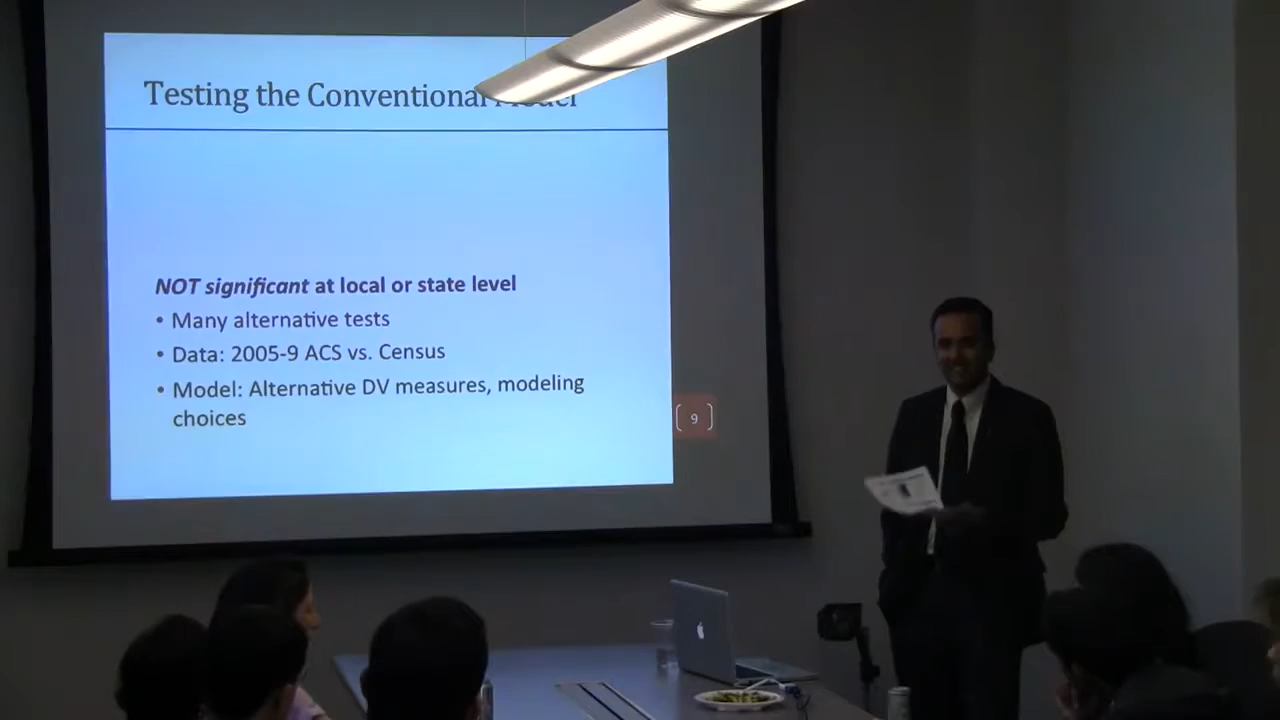 Testing the Conventional Model
NOT significant at local or state level
• Many alternative tests
• Data: 2005-9 ACS vs. Census
• Model: Alternative DV measures, modeling
choices
9